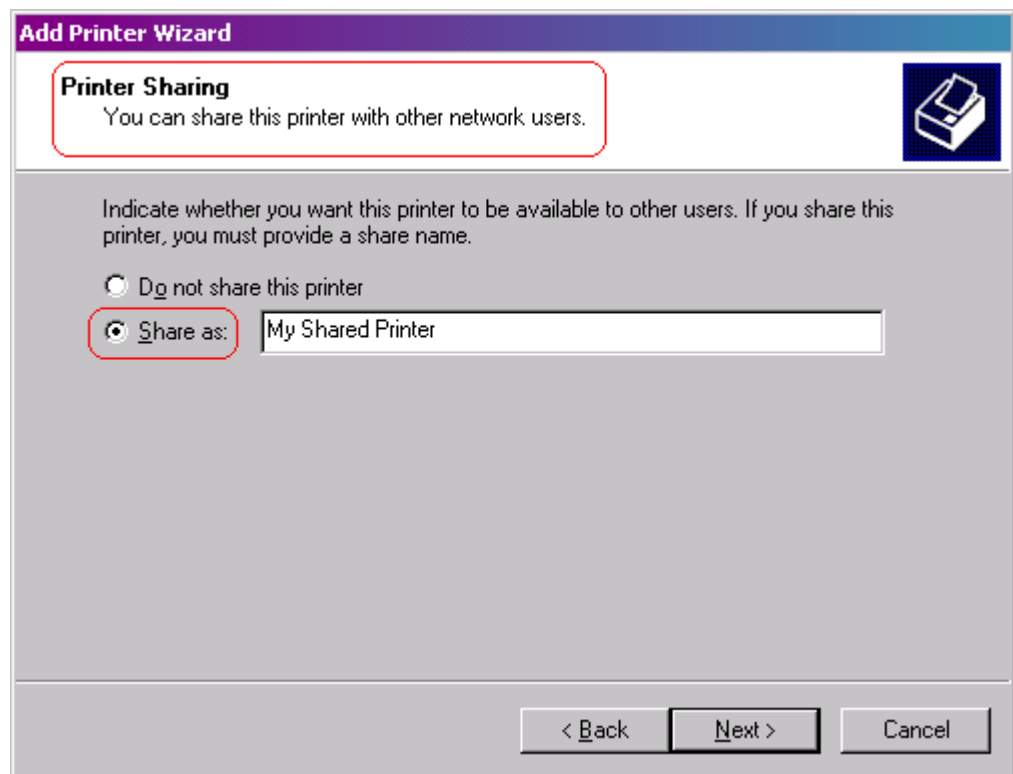 Add Printer Wizard
Printer Sharing
You can share this printer with other network users.
Indicate whether you want this printer to be available to other users. If you share this
printer, you must provide a share name.
Do not share this printer
Share as: My Shared Printer
< Back Next > Cancel